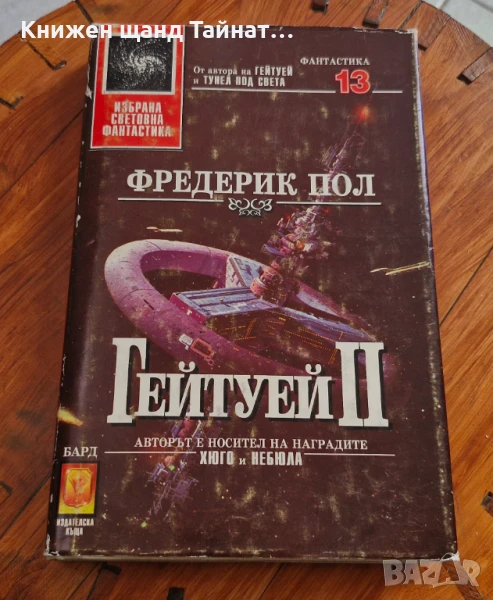 Книжен щанд Тайнат...
ИЗБРАНА
СВЕТОВНА
ФАНТАСТИКА
От автора на ГЕЙТУЕЙ
и ТУНЕЛ ПОД СВЕТА
ФАНТАСТИКА
13
ФРЕДЕРИК ПОЛ
ГЕЙТУЕЙ II
АВТОРЪТ Е НОСИТЕЛ НА НАГРАДИТЕ
ХЮГО и НЕБЮЛА
БАРД
ИЗДАТЕЛСКА
КЪЩА
BAZAR